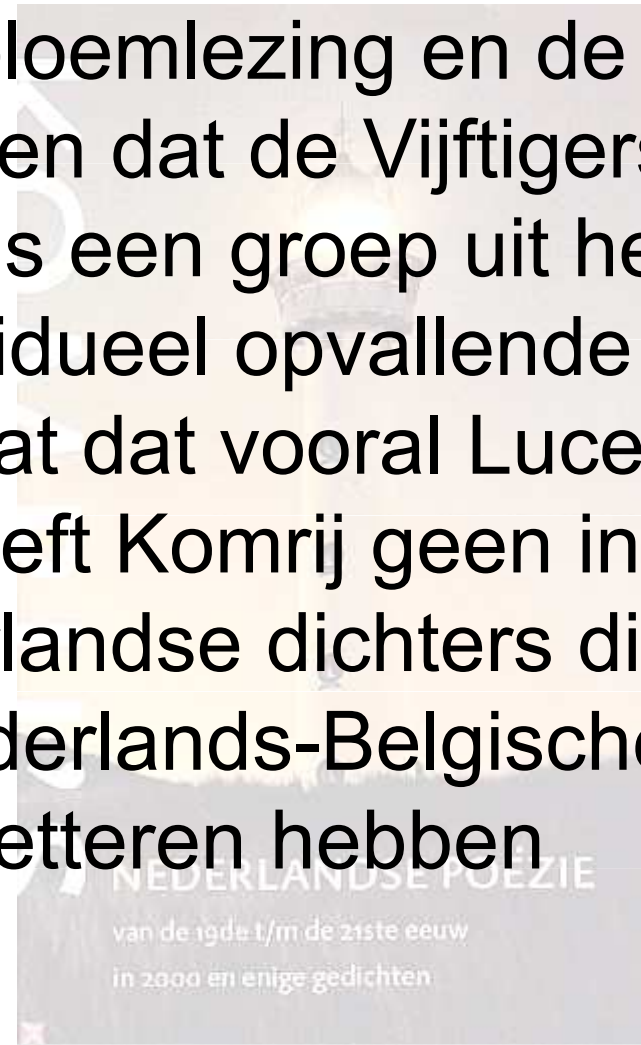 loemlezing en de
en dat de Vijftigers
s een groep uit he
idueel opvallende
at dat vooral Luce
eft Komrij geen in
landse dichters di
derlands-Belgische
etteren hebben
NEDERLANDSE POËZIE
van de 19de t/m de 21ste eeuw
in 2000 en enige gedichten